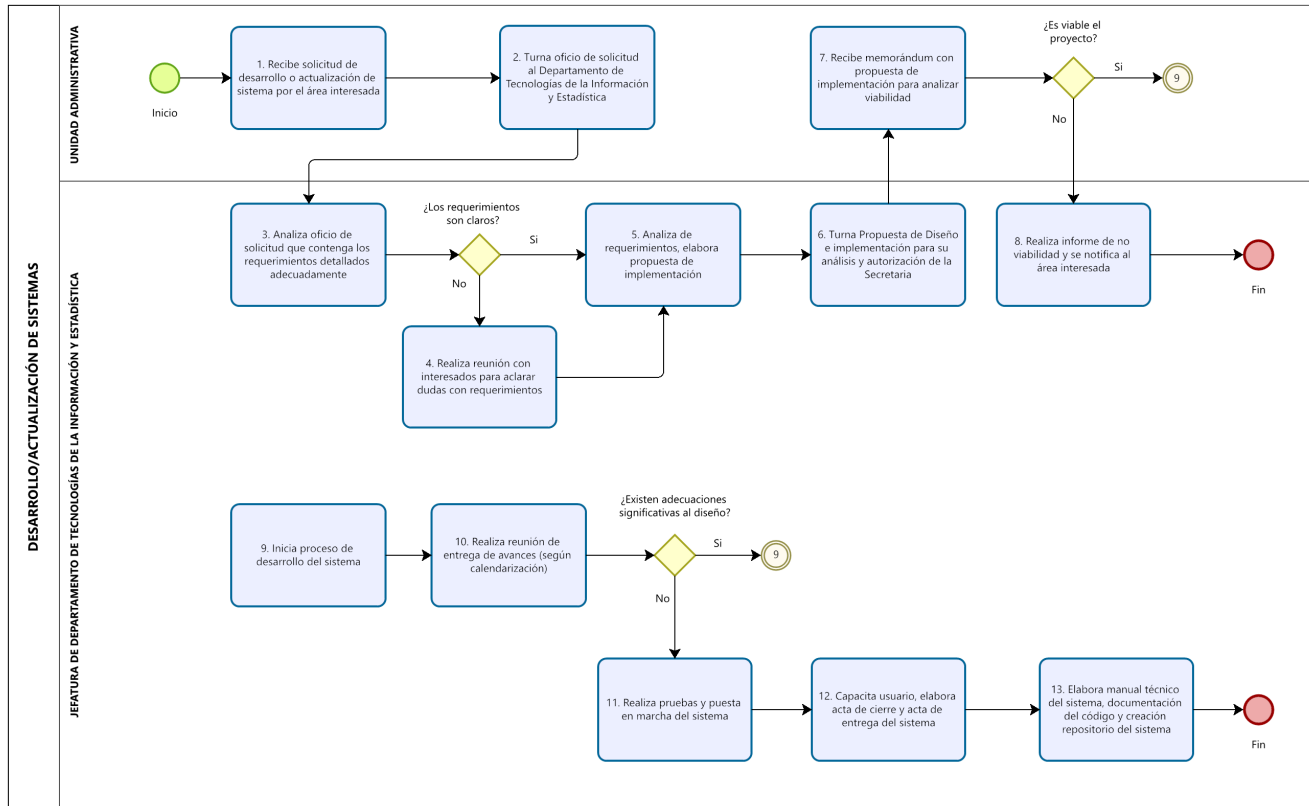 DESARROLLO/ACTUALIZACIÓN DE SISTEMAS
UNIDAD ADMINISTRATIVA
Inicio
1. Recibe solicitud de
desarrollo o actualización de
sistema por el área interesada
2. Turna oficio de solicitud
al Departamento de
Tecnologías de la Información
y Estadística
7. Recibe memorándum con
propuesta de
implementación para analizar
viabilidad
¿Es viable el
proyecto?
Si
9
No
JEFATURA DE DEPARTAMENTO DE TECNOLOGÍAS DE LA INFORMACIÓN Y ESTADÍSTICA
3. Analiza oficio de
solicitud que contenga los
requerimientos detallados
adecuadamente
¿Los requerimientos
son claros?
Si
No
4. Realiza reunión con
interesados para aclarar
dudas con requerimientos
5. Analiza de
requerimientos, elabora
propuesta de
implementación
6. Turna Propuesta de Diseño
e implementación para su
análisis y autorización de la
Secretaria
8. Realiza informe de no
viabilidad y se notifica al
área interesada
Fin
9. Inicia proceso de
desarrollo del sistema
10. Realiza reunión de
entrega de avances (según
calendarización)
¿Existen adecuaciones
significativas al diseño?
Si
9
No
11. Realiza pruebas y puesta
en marcha del sistema
12. Capacita usuario, elabora
acta de cierre y acta de
entrega del sistema
13. Elabora manual técnico
del sistema, documentación
del código y creación
repositorio del sistema
Fin